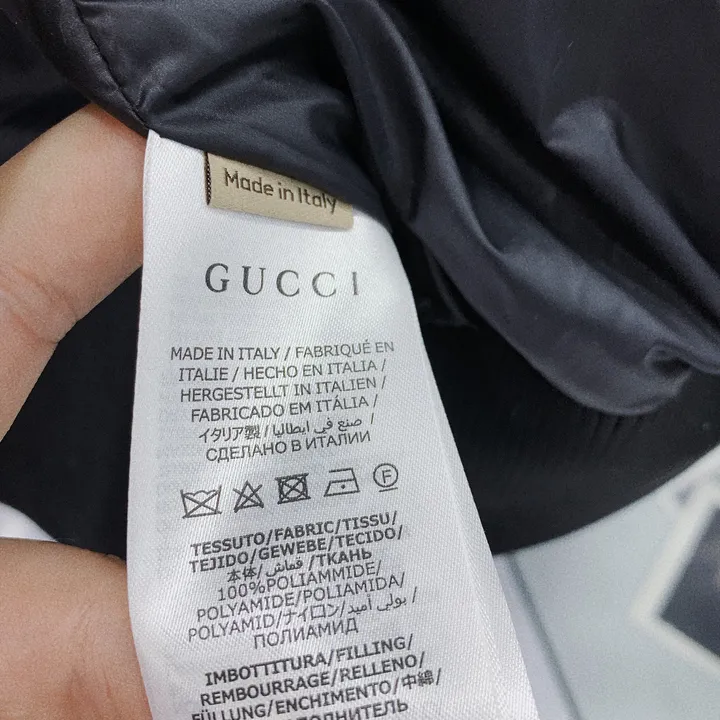 Made in Italy
GUCCI
MADE IN ITALY / FABRIQUÉ EN
ITALIE / HECHO EN ITALIA /
HERGESTELLT IN ITALIEN /
FABRICADO EM ITÁLIA /
イタリア製 / صنع في ايطاليا /
СДЕЛАНО В ИТАЛИИ
F
TESSUTO/FABRIC/TISSU/
TEJIDO/GEWEBE/TECIDO/
本体/قماش/ТКАНЬ
100%POLIAMMIDE/
POLYAMIDE/POLIAMIDA/
POLYAMID/ナイロン/بولي أميد/
ПОЛИАМИД
IMBOTTITURA/FILLING/
REMBOURRAGE/RELLENO/
FÜLLUNG/ENCHIMENTO/中綿/